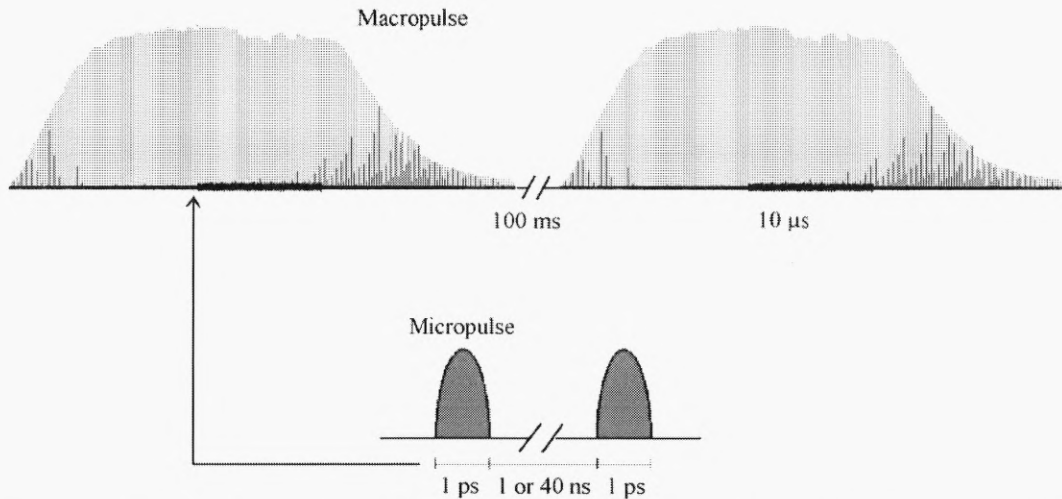 Macropulse
100 ms 10 μs
Micropulse
1 ps 1 or 40 ns 1 ps